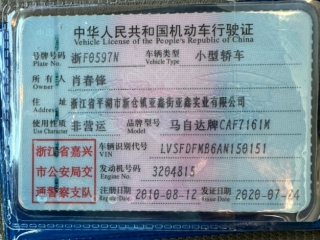 中华人民共和国机动车行驶证
Vehicle License of the People's Republic of China
号牌号码 浙F0597N 车辆类型 小型轿车
Plate No. Vehicle Type
所有人 肖春锋
Owner
住址 浙江省平湖市新仓镇亚鑫街亚鑫实业有限公司
Address
使用性质 非营运 品牌型号 马自达牌CAF7161M
Use Character Model
浙江省嘉兴
市公安局交
通警察支队
车辆识别代号 LVSFDFMB6AN150151
VIN
发动机号码 3204815
Engine No.
注册日期 2010-08-12 发证日期 2020-07-24
Register Date Issue Date